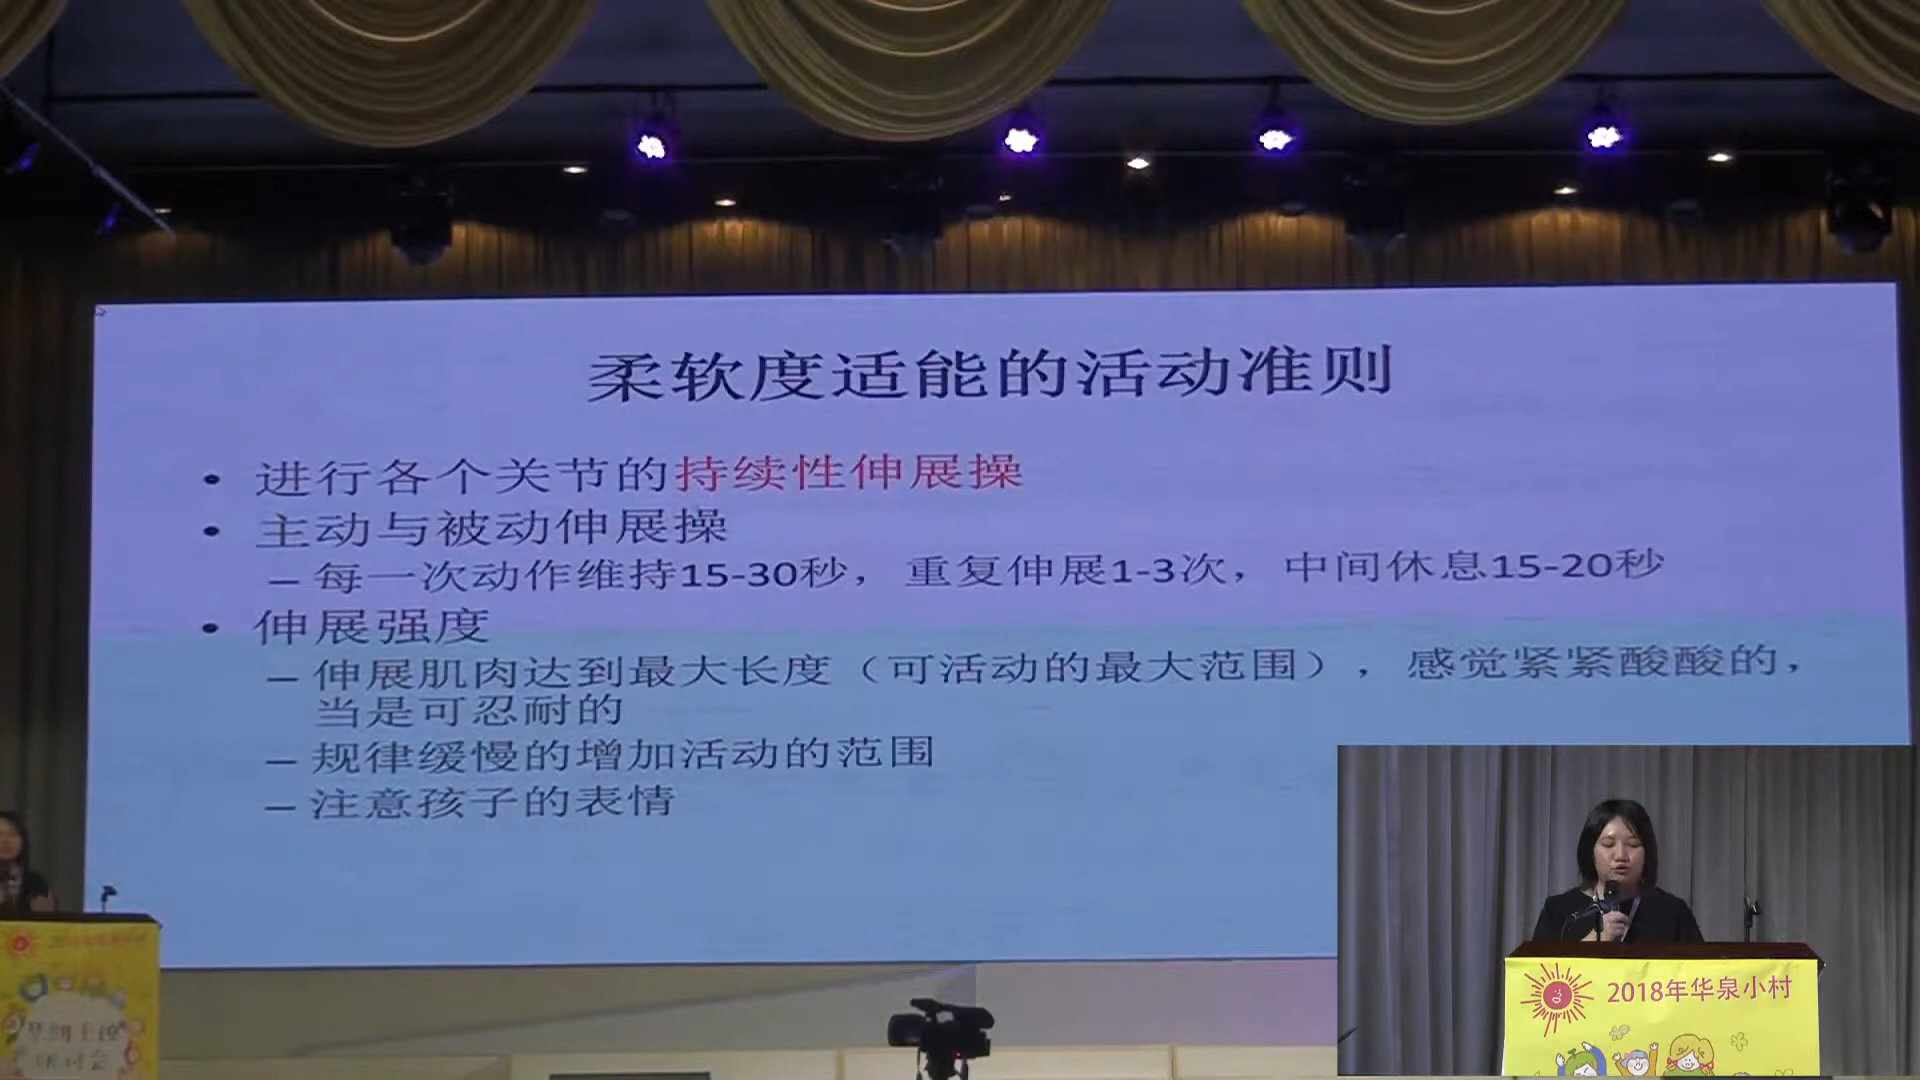 柔软度适能的活动准则
• 进行各个关节的持续性伸展操
• 主动与被动伸展操
– 每一次动作维持15-30秒，重复伸展1-3次，中间休息15-20秒
• 伸展强度
– 伸展肌肉达到最大长度（可活动的最大范围），感觉紧紧酸酸的，
当是可忍耐的
– 规律缓慢的增加活动的范围
– 注意孩子的表情
2018年华泉小村